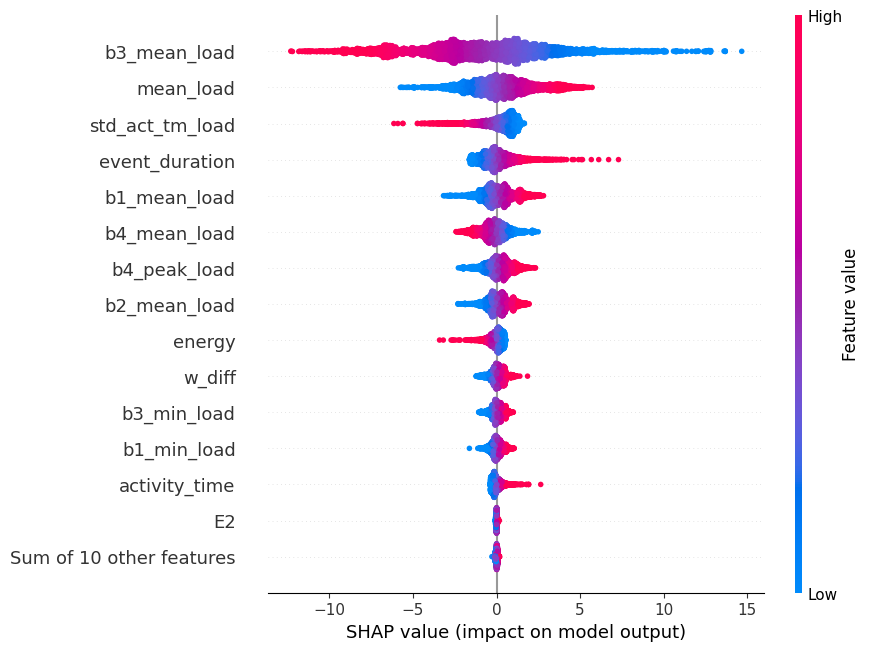 High
b3_mean_load
mean_load
std_act_tm_load
event_duration
b1_mean_load
b4_mean_load
b4_peak_load
b2_mean_load
energy
w_diff
b3_min_load
b1_min_load
activity_time
E2
Sum of 10 other features
Feature value
Low
−10 −5 0 5 10 15
SHAP value (impact on model output)